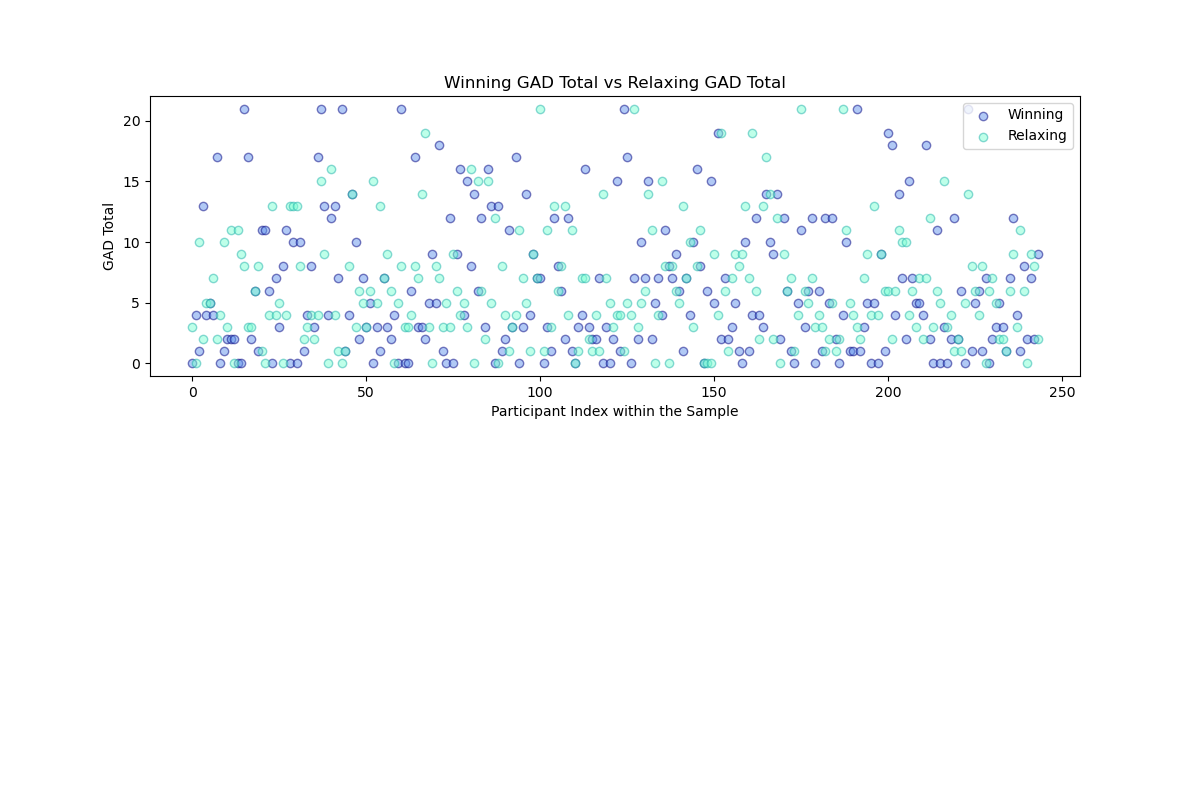 Winning GAD Total vs Relaxing GAD Total
20
15
10
5
0
GAD Total
Winning
Relaxing
0 50 100 150 200 250
Participant Index within the Sample